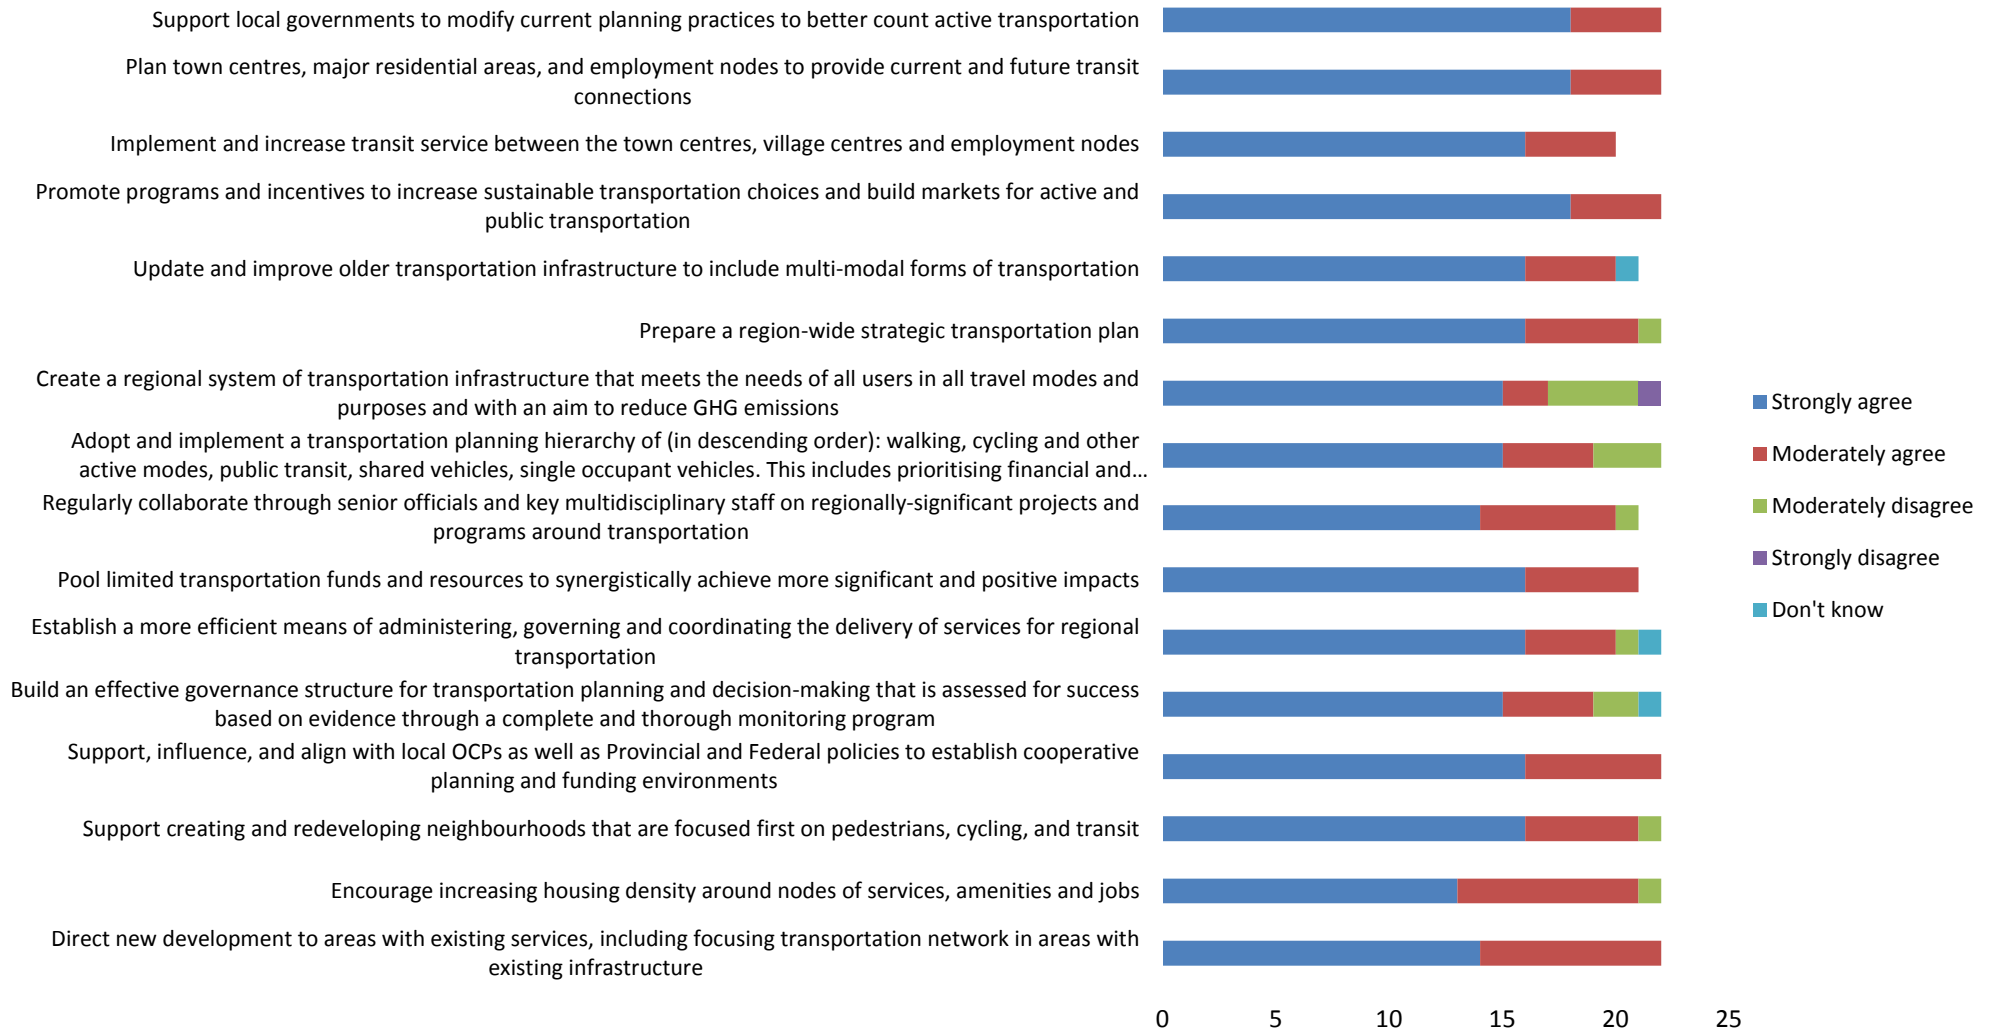 Support local governments to modify current planning practices to better count active transportation
Plan town centres, major residential areas, and employment nodes to provide current and future transit
connections
Implement and increase transit service between the town centres, village centres and employment nodes
Promote programs and incentives to increase sustainable transportation choices and build markets for active and
public transportation
Update and improve older transportation infrastructure to include multi-modal forms of transportation
Prepare a region-wide strategic transportation plan
Create a regional system of transportation infrastructure that meets the needs of all users in all travel modes and
purposes and with an aim to reduce GHG emissions
Adopt and implement a transportation planning hierarchy of (in descending order): walking, cycling and other
active modes, public transit, shared vehicles, single occupant vehicles. This includes prioritising financial and…
Regularly collaborate through senior officials and key multidisciplinary staff on regionally-significant projects and
programs around transportation
Pool limited transportation funds and resources to synergistically achieve more significant and positive impacts
Establish a more efficient means of administering, governing and coordinating the delivery of services for regional
transportation
Build an effective governance structure for transportation planning and decision-making that is assessed for success
based on evidence through a complete and thorough monitoring program
Support, influence, and align with local OCPs as well as Provincial and Federal policies to establish cooperative
planning and funding environments
Support creating and redeveloping neighbourhoods that are focused first on pedestrians, cycling, and transit
Encourage increasing housing density around nodes of services, amenities and jobs
Direct new development to areas with existing services, including focusing transportation network in areas with
existing infrastructure
0 5 10 15 20 25
Strongly agree
Moderately agree
Moderately disagree
Strongly disagree
Don't know